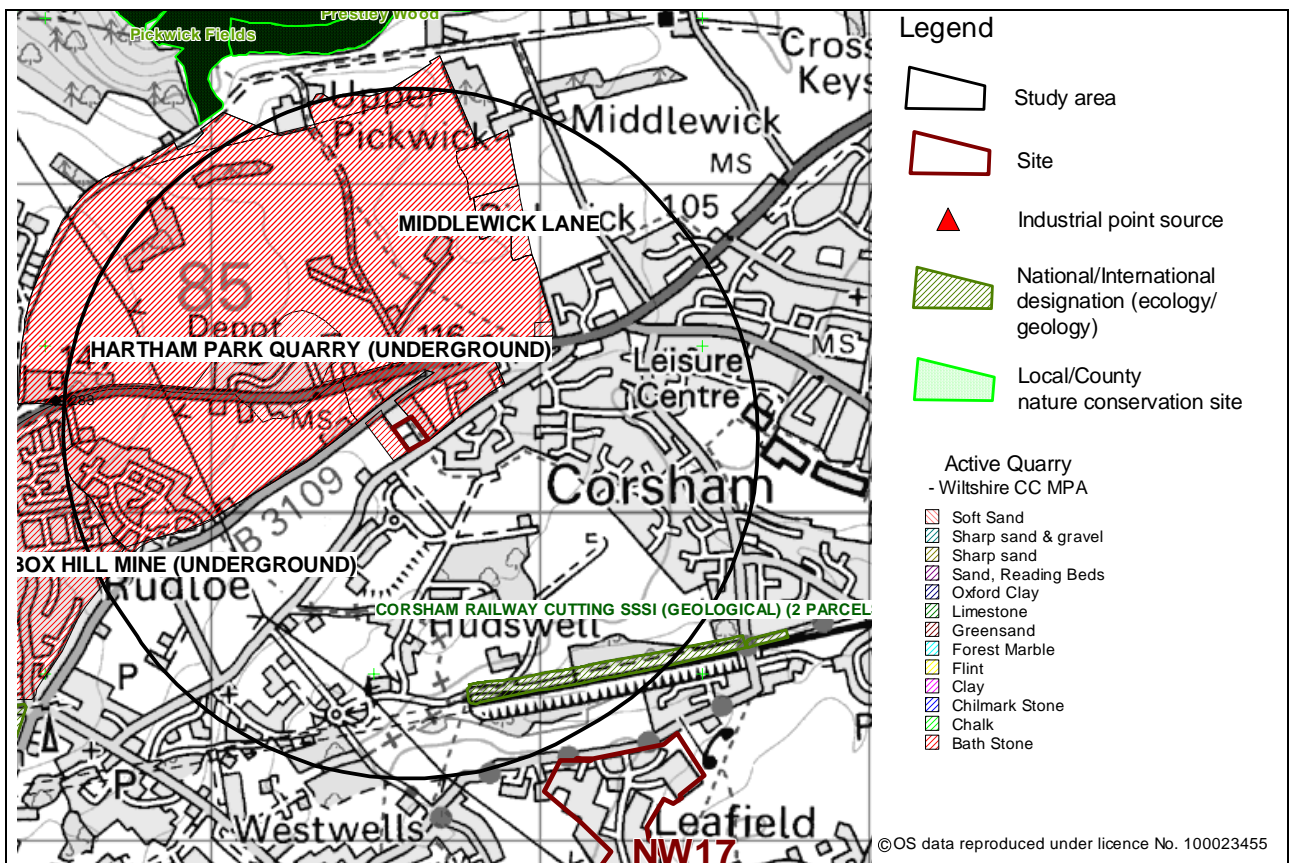 Prestley Wood
Pickwick Fields
Upper
Pickwick
Cross
Keys
Middlewick
MS
MIDDLEWICK LANE
ck
105
85
Depot
116
HARTHAM PARK QUARRY (UNDERGROUND)
Leisure
Centre
MS
MS
B 3109
Corsham
BOX HILL MINE (UNDERGROUND)
Rudloe
CORSHAM RAILWAY CUTTING SSSI (GEOLOGICAL) (2 PARCEL
Hudswell
P
P
P
Westwells
Leafield
NW17
Legend
Study area
Site
Industrial point source
National/International
designation (ecology/
geology)
Local/County
nature conservation site
Active Quarry
- Wiltshire CC MPA
Soft Sand
Sharp sand & gravel
Sharp sand
Sand, Reading Beds
Oxford Clay
Limestone
Greensand
Forest Marble
Flint
Clay
Chilmark Stone
Chalk
Bath Stone
©OS data reproduced under licence No. 100023455